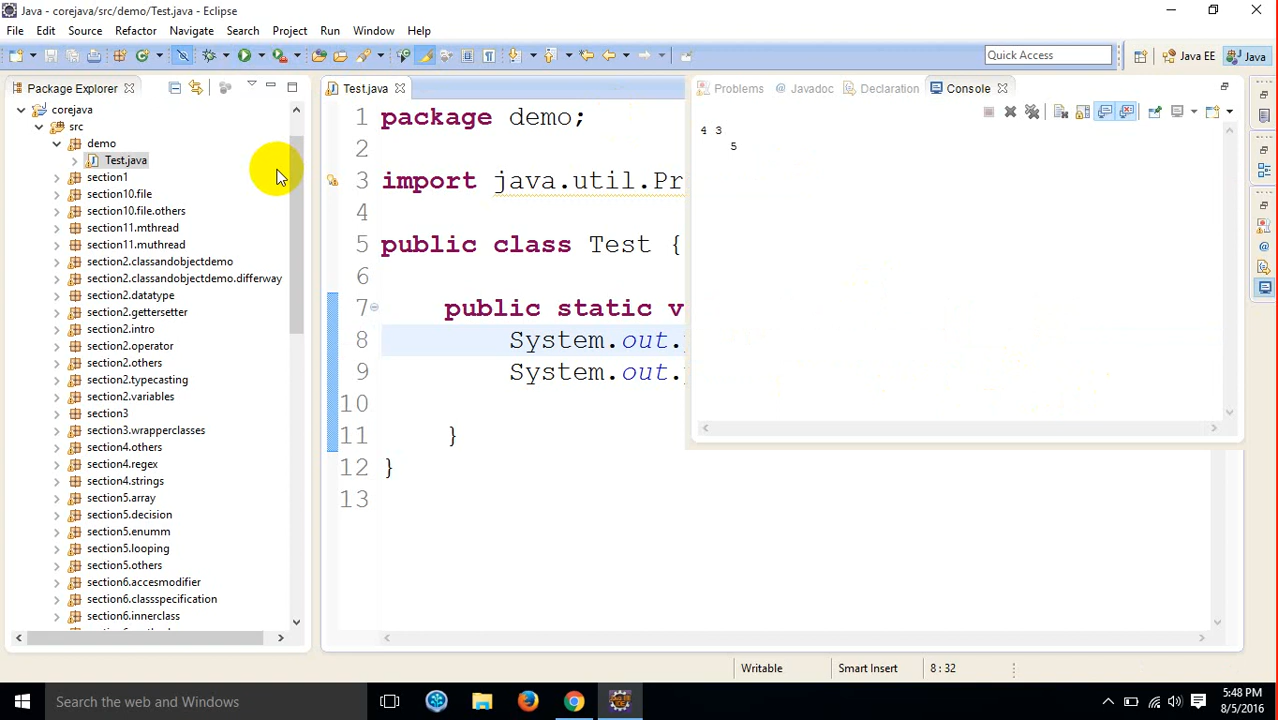 Java - corejava/src/demo/Test.java - Eclipse
File Edit Source Refactor Navigate Search Project Run Window Help
Quick Access
Java EE
Java
Package Explorer
corejava
src
demo
Test.java
section1
section10.file
section10.file.others
section11.mthread
section11.muthread
section2.classandobjectdemo
section2.classandobjectdemo.differway
section2.datatype
section2.gettersetter
section2.intro
section2.operator
section2.others
section2.typecasting
section2.variables
section3
section3.wrapperclasses
section4.others
section4.regex
section4.strings
section5.array
section5.decision
section5.enumm
section5.looping
section5.others
section6.accesmodifier
section6.classspecification
section6.innerclass
Test.java
1 package demo;
2
3 import java.util.Pr
4
5 public class Test {
6
7 public static v
8 System.out.
9 System.out.
10
11 }
12 }
13
Problems Javadoc Declaration Console
4 3
5
Writable Smart Insert 8 : 32
Search the web and Windows
5:48 PM
8/5/2016